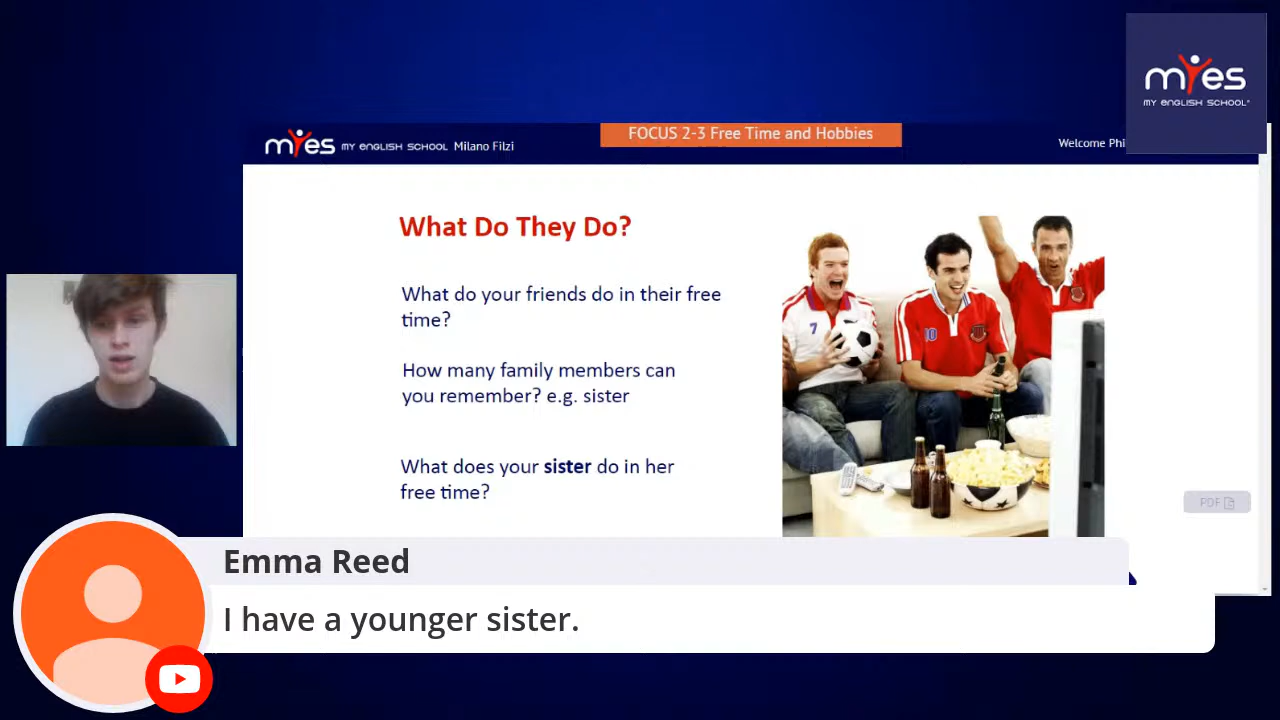 myes
MY ENGLISH SCHOOL
myes MY ENGLISH SCHOOL Milano Filzi
FOCUS 2-3 Free Time and Hobbies
Welcome Phi
What Do They Do?
What do your friends do in their free
time?
How many family members can
you remember? e.g. sister
What does your sister do in her
free time?
7
10
PDF
Emma Reed
I have a younger sister.